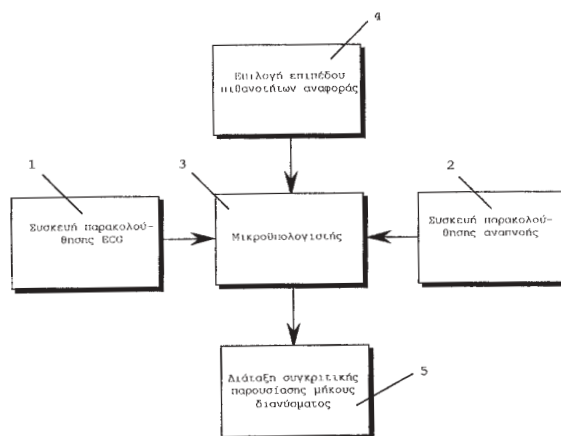 4
Επιλογή επιπέδου
πιθανοτήτων αναφοράς
1
Συσκευή παρακολού-
θησης ECG
3
Μικροϋπολογιστής
2
Συσκευή παρακολού-
θησης αναπνοής
Διάταξη συγκριτικής
παρουσίασης μήκους
διανύσματος
5